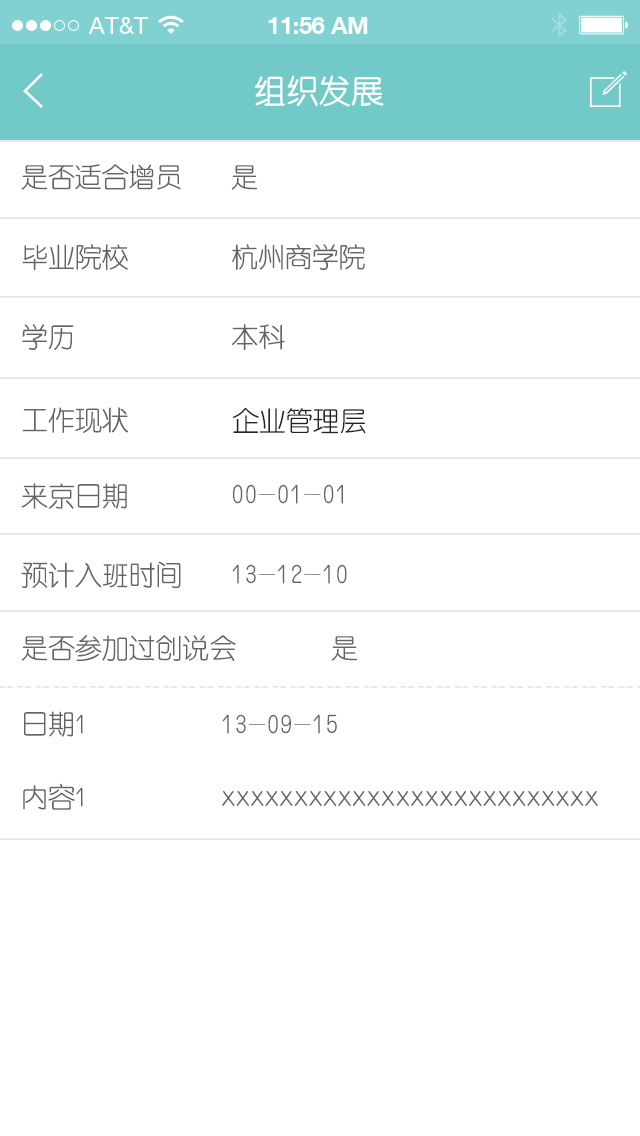 AT&T 11:56 AM
组织发展
是否适合增员 是
毕业院校 杭州商学院
学历 本科
工作现状 企业管理层
来京日期 00-01-01
预计入班时间 13-12-10
是否参加过创说会 是
日期1 13-09-15
内容1 xxxxxxxxxxxxxxxxxxxxxxxxxx